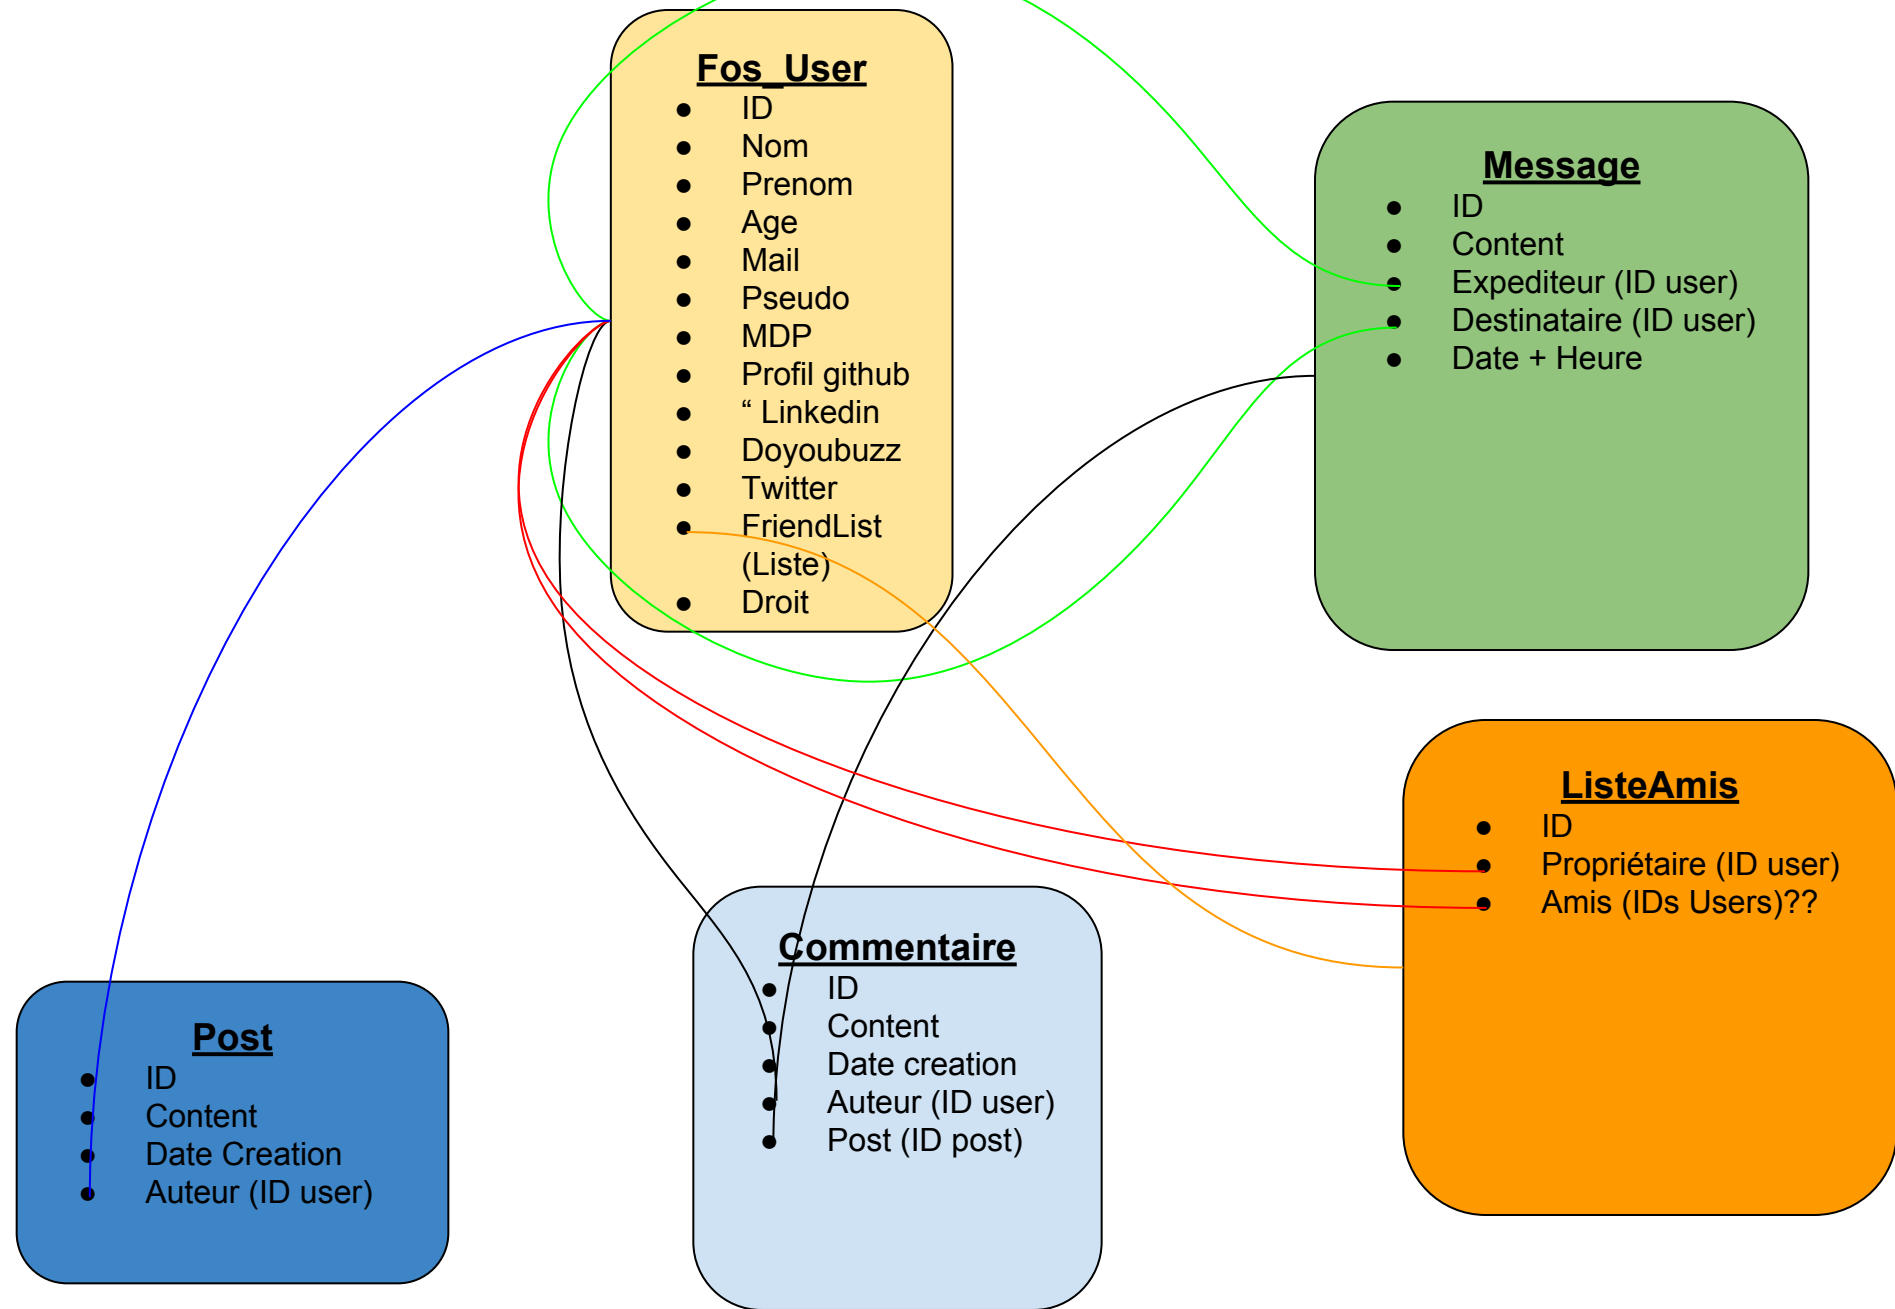 Fos_User
● ID
● Nom
● Prenom
● Age
● Mail
● Pseudo
● MDP
● Profil github
● “ Linkedin
● Doyoubuzz
● Twitter
● FriendList
(Liste)
● Droit
Message
● ID
● Content
● Expediteur (ID user)
● Destinataire (ID user)
● Date + Heure
ListeAmis
● ID
● Propriétaire (ID user)
● Amis (IDs Users)??
Commentaire
● ID
● Content
● Date creation
● Auteur (ID user)
● Post (ID post)
Post
● ID
● Content
● Date Creation
● Auteur (ID user)